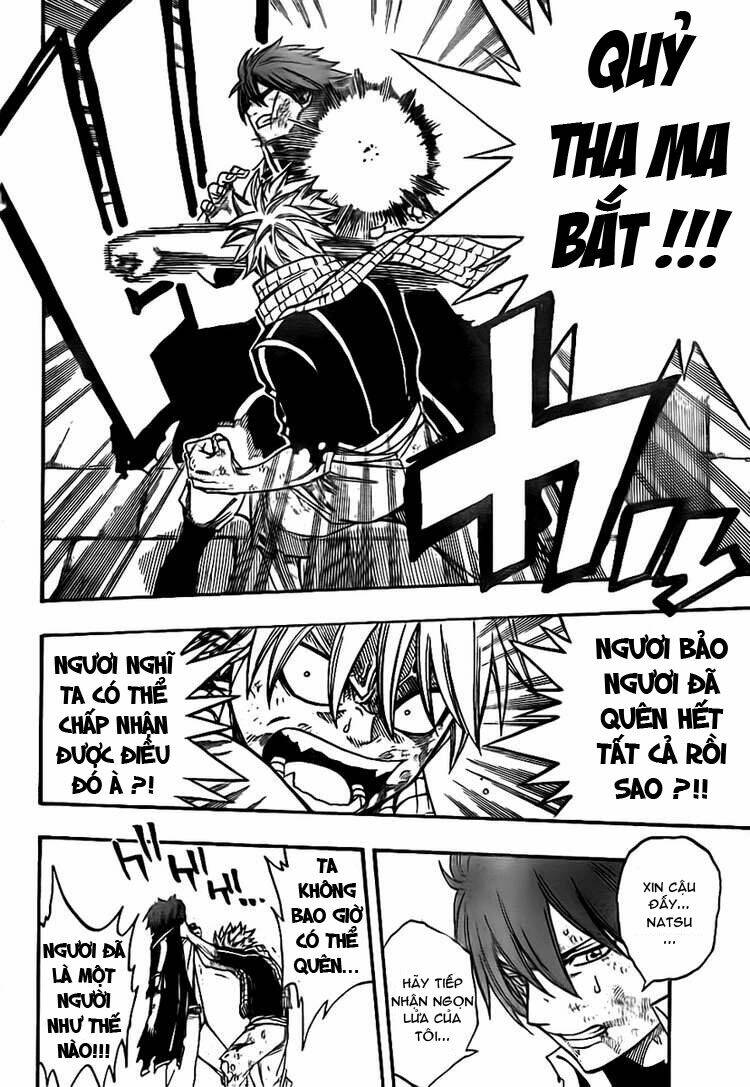 QUỶ
THA MA
BẮT !!!
NGƯƠI BẢO
NGƯƠI ĐÃ
QUÊN HẾT
TẤT CẢ RỒI
SAO ?!!
NGƯƠI NGHĨ
TA CÓ THỂ
CHẤP NHẬN
ĐƯỢC ĐIỀU
ĐÓ À ?!
XIN CẬU
ĐẤY...
NATSU
...
HÃY TIẾP
NHẬN NGỌN
LỬA CỦA
TÔI...
TA
KHÔNG
BAO GIỜ
CÓ THỂ
QUÊN...
NGƯƠI ĐÃ
LÀ MỘT
NGƯỜI
NHƯ THẾ
NÀO!!!